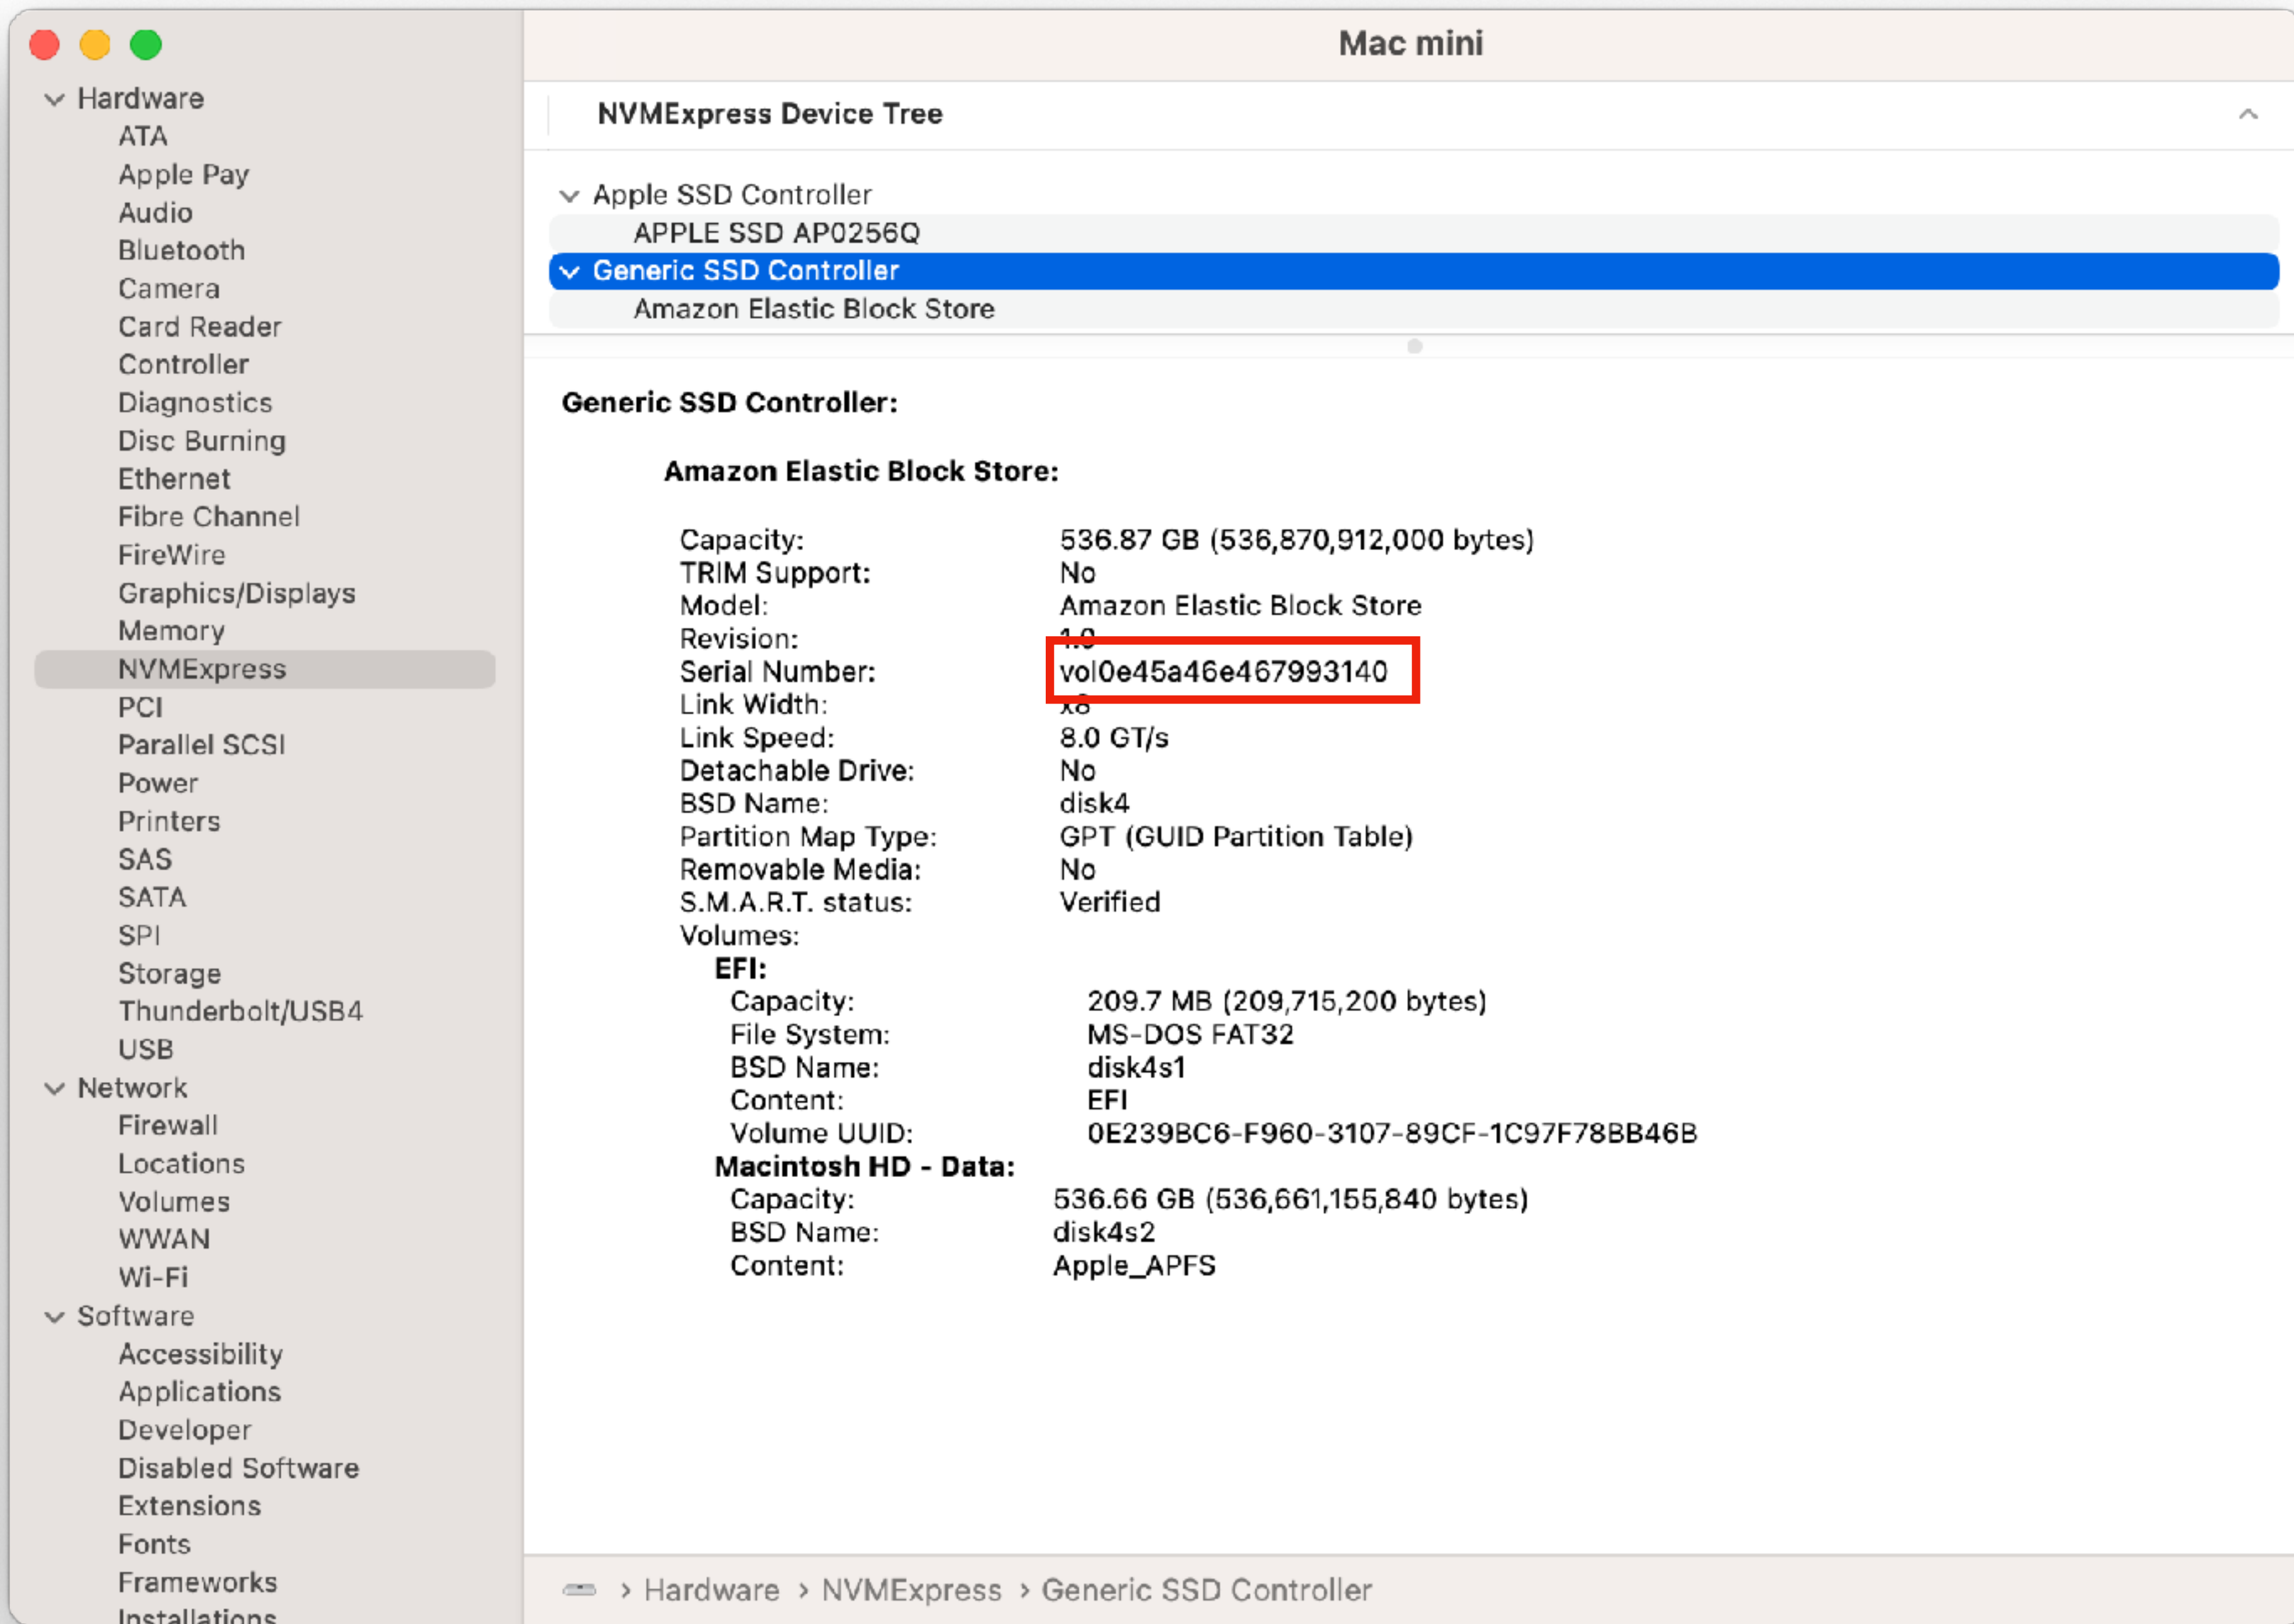 Mac mini
Hardware
ATA
Apple Pay
Audio
Bluetooth
Camera
Card Reader
Controller
Diagnostics
Disc Burning
Ethernet
Fibre Channel
FireWire
Graphics/Displays
Memory
NVMExpress
PCI
Parallel SCSI
Power
Printers
SAS
SATA
SPI
Storage
Thunderbolt/USB4
USB
Network
Firewall
Locations
Volumes
WWAN
Wi-Fi
Software
Accessibility
Applications
Developer
Disabled Software
Extensions
Fonts
Frameworks
Installations
NVMExpress Device Tree
Apple SSD Controller
APPLE SSD AP0256Q
Generic SSD Controller
Amazon Elastic Block Store
Generic SSD Controller:
Amazon Elastic Block Store:
Capacity: 536.87 GB (536,870,912,000 bytes)
TRIM Support: No
Model: Amazon Elastic Block Store
Revision: 1.0
Serial Number: vol0e45a46e467993140
Link Width: x8
Link Speed: 8.0 GT/s
Detachable Drive: No
BSD Name: disk4
Partition Map Type: GPT (GUID Partition Table)
Removable Media: No
S.M.A.R.T. status: Verified
Volumes:
EFI:
Capacity: 209.7 MB (209,715,200 bytes)
File System: MS-DOS FAT32
BSD Name: disk4s1
Content: EFI
Volume UUID: 0E239BC6-F960-3107-89CF-1C97F78BB46B
Macintosh HD - Data:
Capacity: 536.66 GB (536,661,155,840 bytes)
BSD Name: disk4s2
Content: Apple_APFS
› Hardware › NVMExpress › Generic SSD Controller